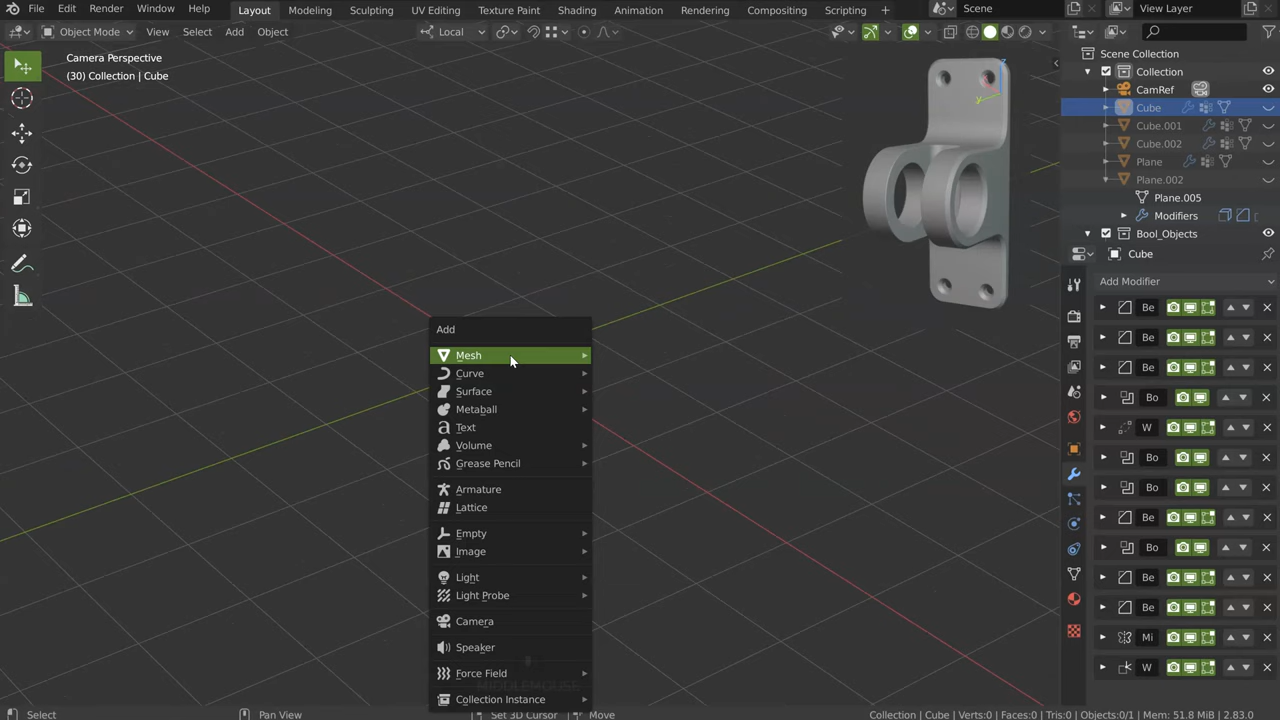 File Edit Render Window Help Layout Modeling Sculpting UV Editing Texture Paint Shading Animation Rendering Compositing Scripting + Scene View Layer
Object Mode View Select Add Object Local
Camera Perspective
(30) Collection | Cube
Scene Collection
Collection
CamRef
Cube
Cube.001
Cube.002
Plane
Plane.002
Plane.005
Modifiers
Bool_Objects
Cube
Add Modifier
Be
Be
Be
Bo
W
Bo
Bo
Be
Bo
Be
Be
Mi
W
z
y
Add
Mesh
Curve
Surface
Metaball
Text
Volume
Grease Pencil
Armature
Lattice
Empty
Image
Light
Light Probe
Camera
Speaker
Force Field
Collection Instance
MIDDLEMOUSE
Select Pan View Set 3D Cursor Move Collection | Cube | Verts:0 | Faces:0 | Tris:0 | Objects:0/1 | Mem: 51.8 MiB | 2.83.0